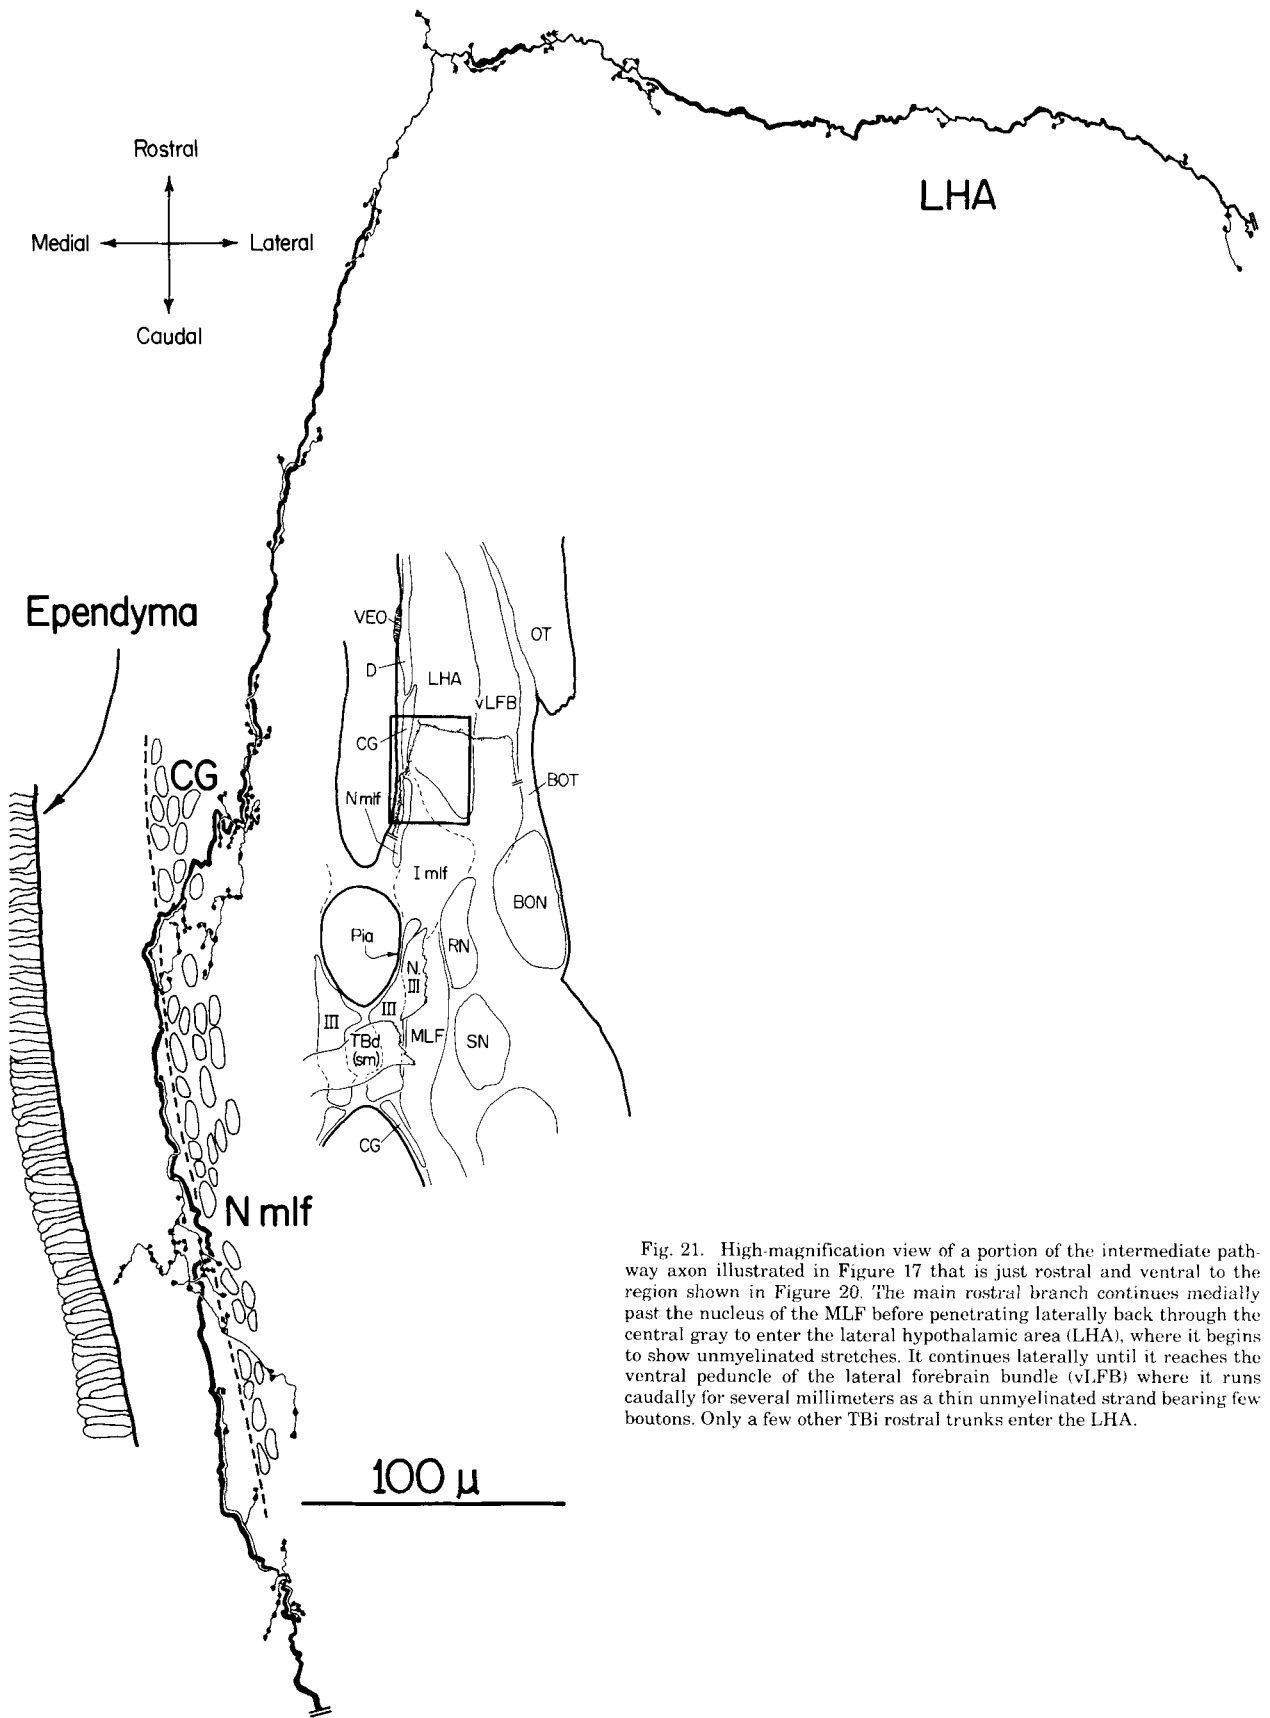 Rostral
Medial
Lateral
Caudal
LHA
Ependyma
CG
N mlf
VEO
OT
D
LHA
vLFB
CG
BOT
N mlf
I mlf
BON
Pia
RN
N.
III
III
III
MLF
SN
TBd
(sm)
CG
100 μ
Fig. 21. High-magnification view of a portion of the intermediate path-
way axon illustrated in Figure 17 that is just rostral and ventral to the
region shown in Figure 20. The main rostral branch continues medially
past the nucleus of the MLF before penetrating laterally back through the
central gray to enter the lateral hypothalamic area (LHA), where it begins
to show unmyelinated stretches. It continues laterally until it reaches the
ventral peduncle of the lateral forebrain bundle (vLFB) where it runs
caudally for several millimeters as a thin unmyelinated strand bearing few
boutons. Only a few other TBi rostral trunks enter the LHA.